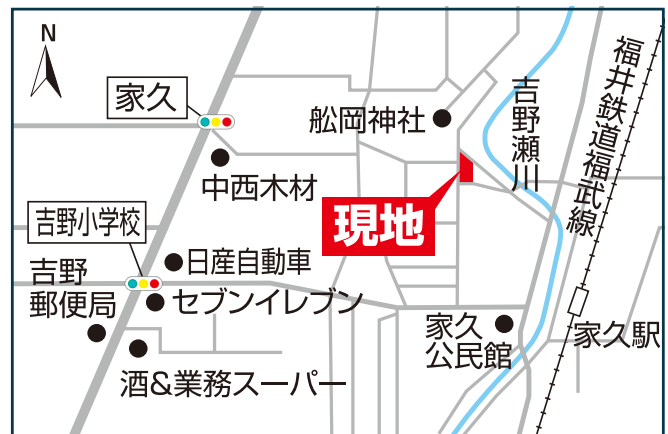 N
家久
舩岡神社
吉野瀬川
福井鉄道福武線
中西木材
現地
吉野小学校
日産自動車
吉野
郵便局
セブンイレブン
家久
公民館
家久駅
酒&業務スーパー